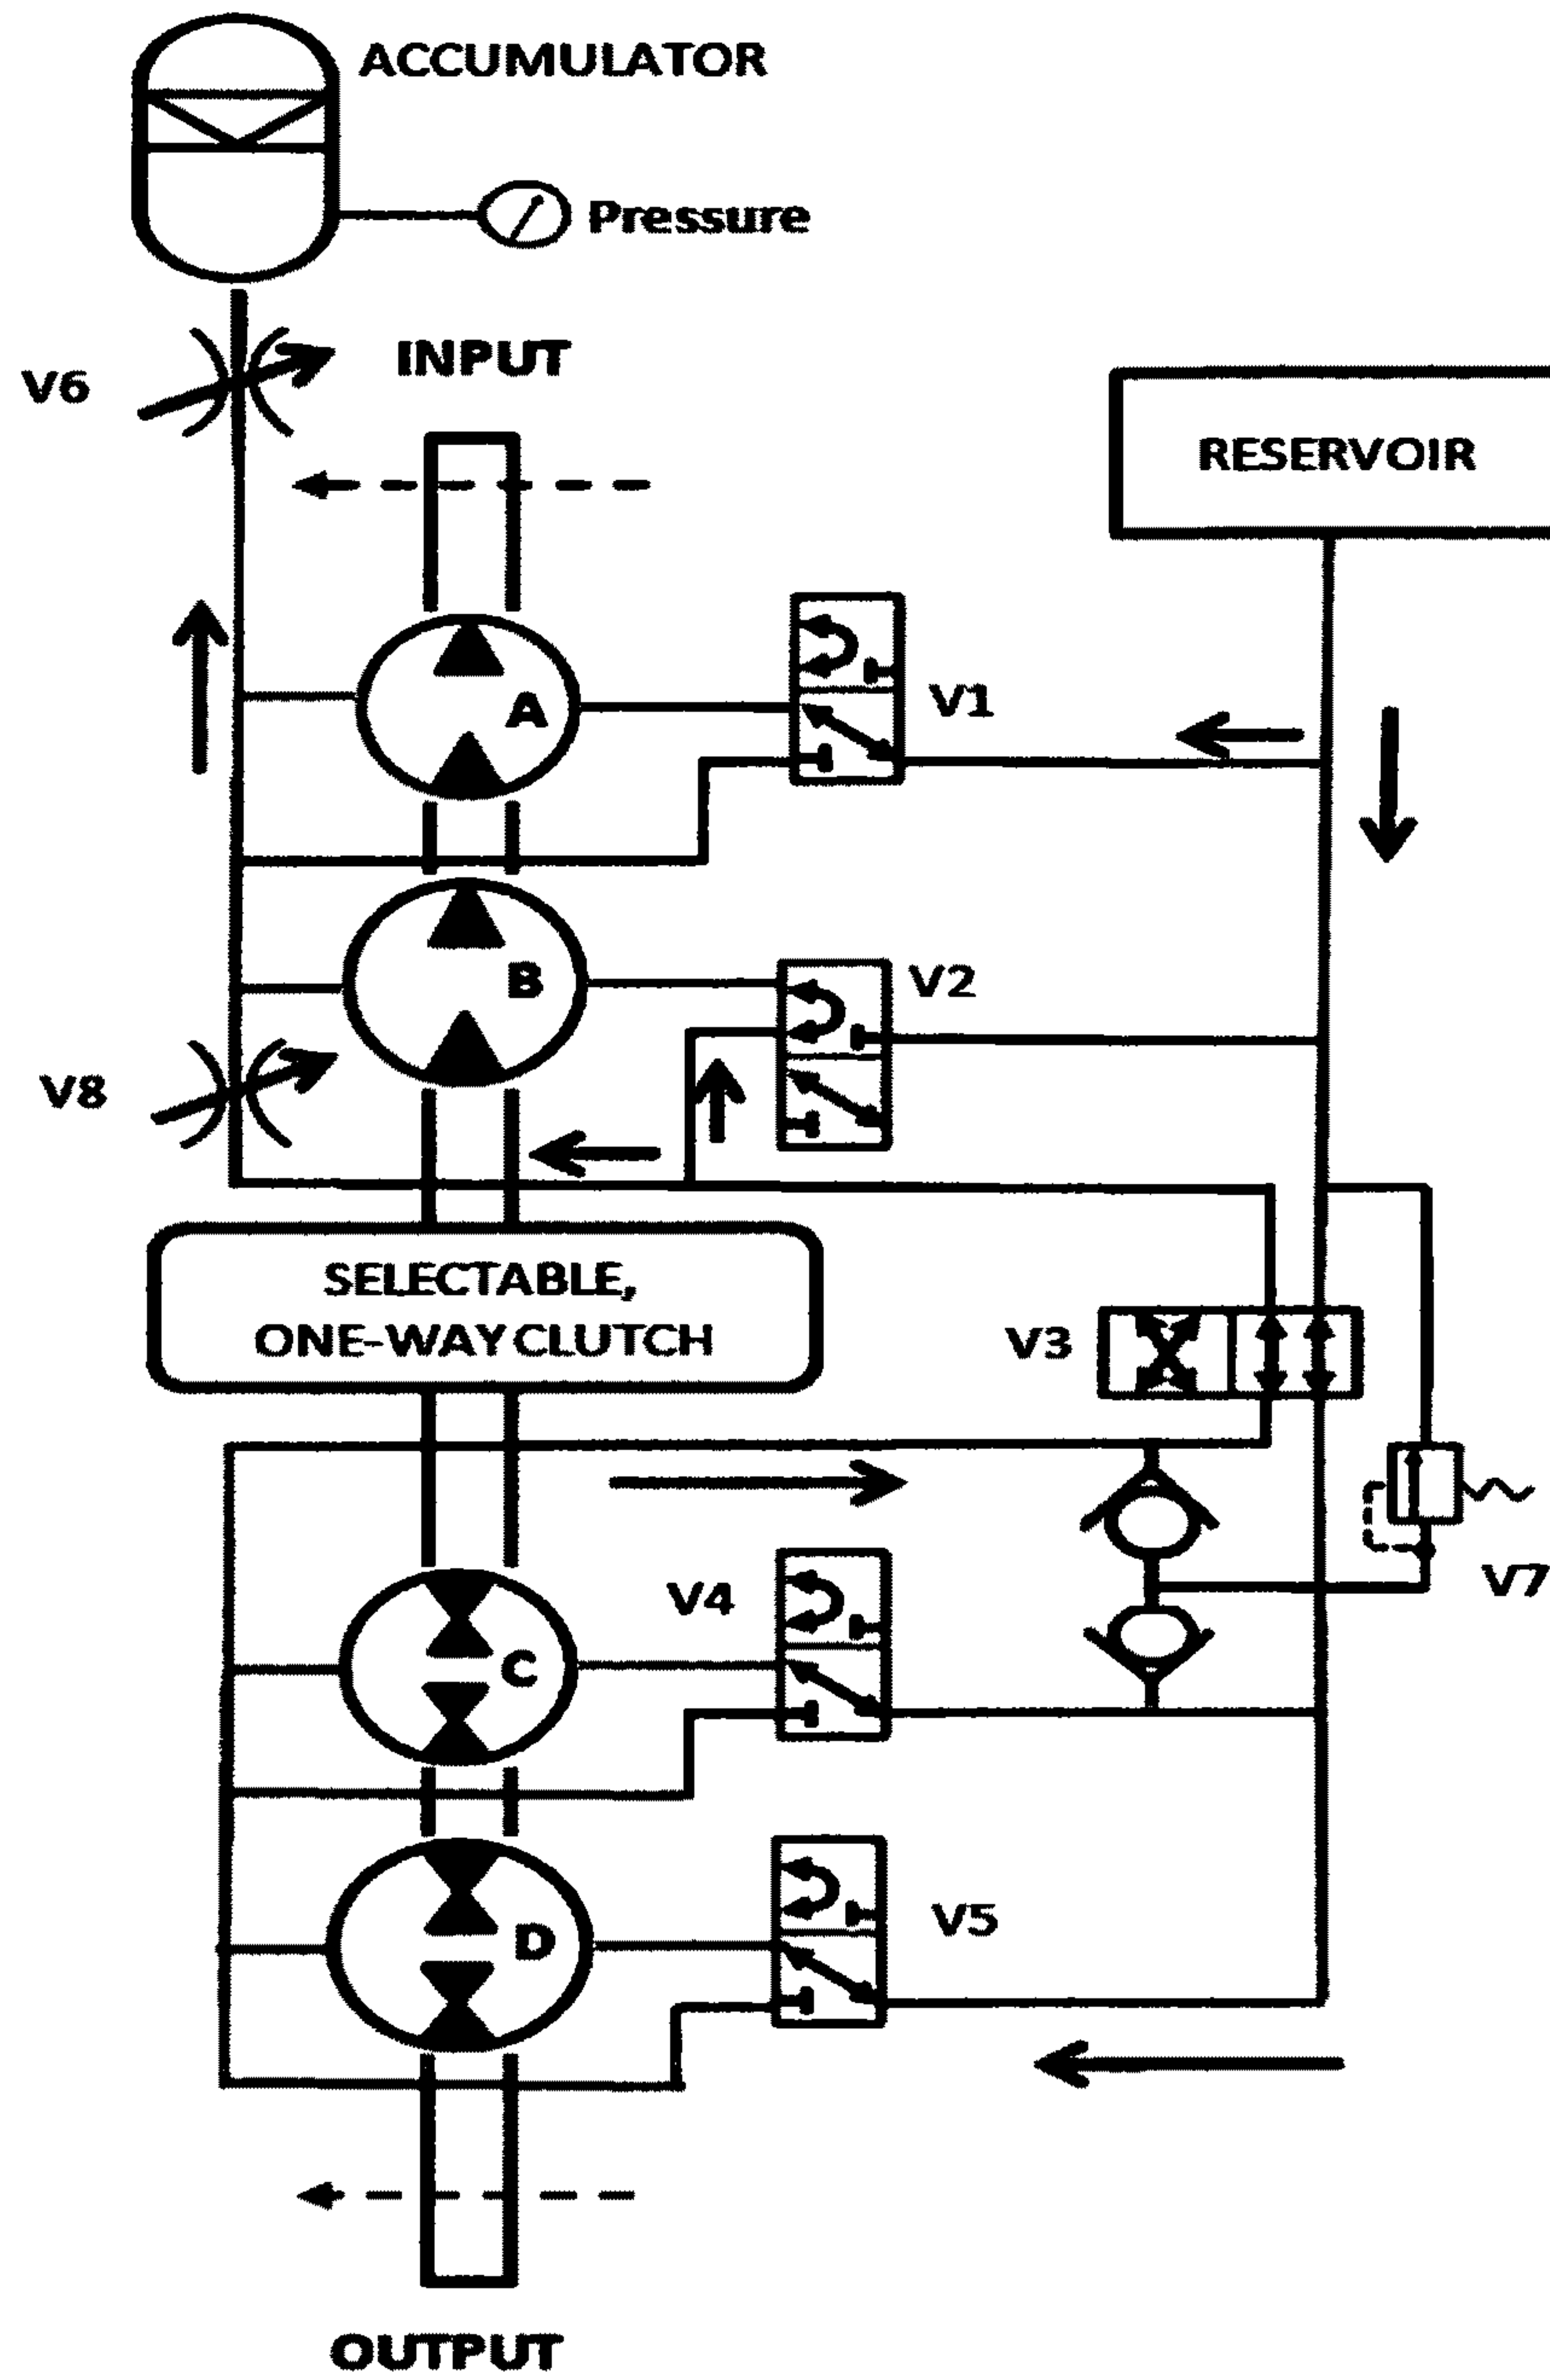 ACCUMULATOR
Pressure
INPUT
V6
RESERVOIR
V1
A
B
V2
V8
SELECTABLE,
ONE-WAY CLUTCH
V3
V4
V7
C
V5
D
OUTPUT